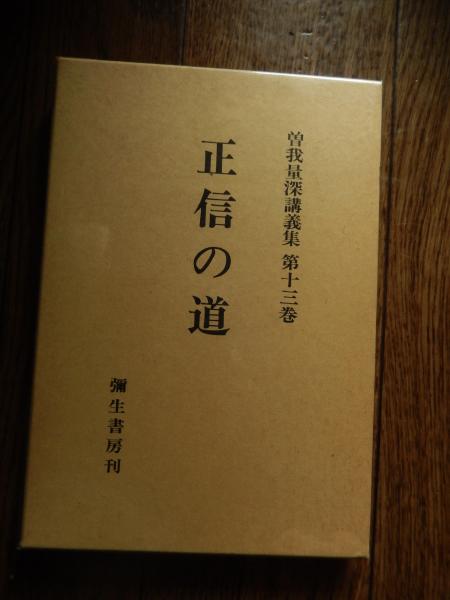 曽我量深講義集 第十三巻
正信の道
彌生書房刊